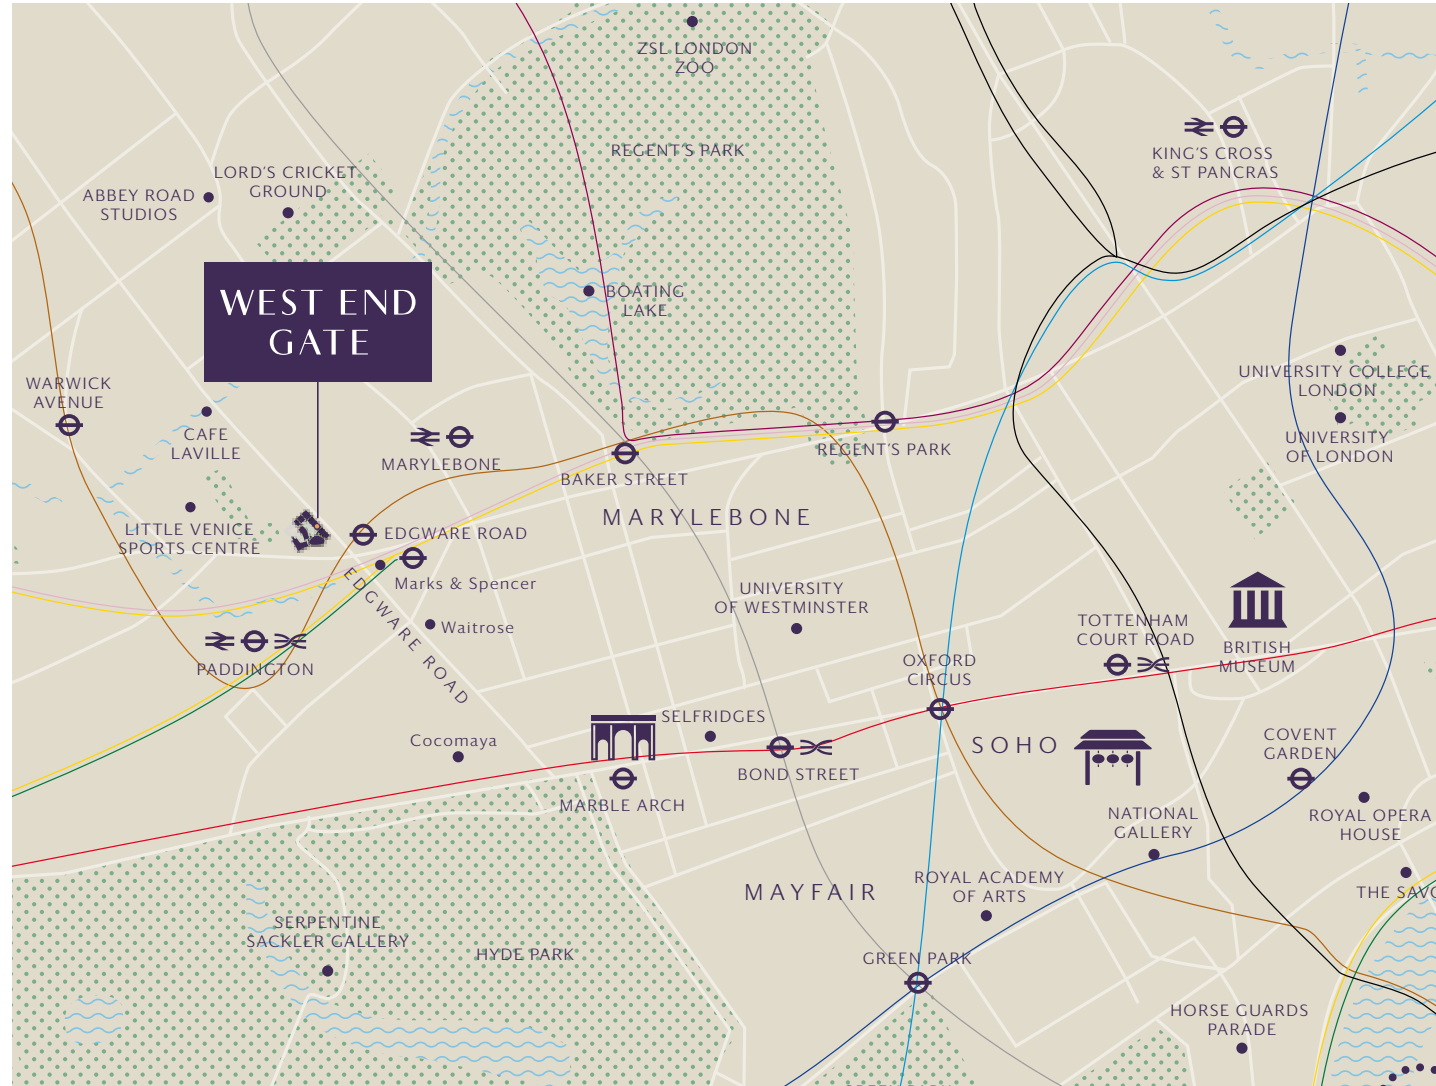 ZSL LONDON
ZOO
REGENT'S PARK
KING'S CROSS
& ST PANCRAS
LORD'S CRICKET
GROUND
ABBEY ROAD
STUDIOS
WEST END
GATE
BOATING
LAKE
WARWICK
AVENUE
CAFE
LAVILLE
MARYLEBONE
BAKER STREET
REGENT'S PARK
UNIVERSITY COLLEGE
LONDON
UNIVERSITY
OF LONDON
LITTLE VENICE
SPORTS CENTRE
EDGWARE ROAD
MARYLEBONE
Marks & Spencer
EDGWARE ROAD
Waitrose
UNIVERSITY
OF WESTMINSTER
TOTTENHAM
COURT ROAD
BRITISH
MUSEUM
PADDINGTON
OXFORD
CIRCUS
SELFRIDGES
Cocomaya
BOND STREET
SOHO
COVENT
GARDEN
MARBLE ARCH
NATIONAL
GALLERY
ROYAL OPERA
HOUSE
MAYFAIR
ROYAL ACADEMY
OF ARTS
THE SAVO
SERPENTINE
SACKLER GALLERY
HYDE PARK
GREEN PARK
HORSE GUARDS
PARADE